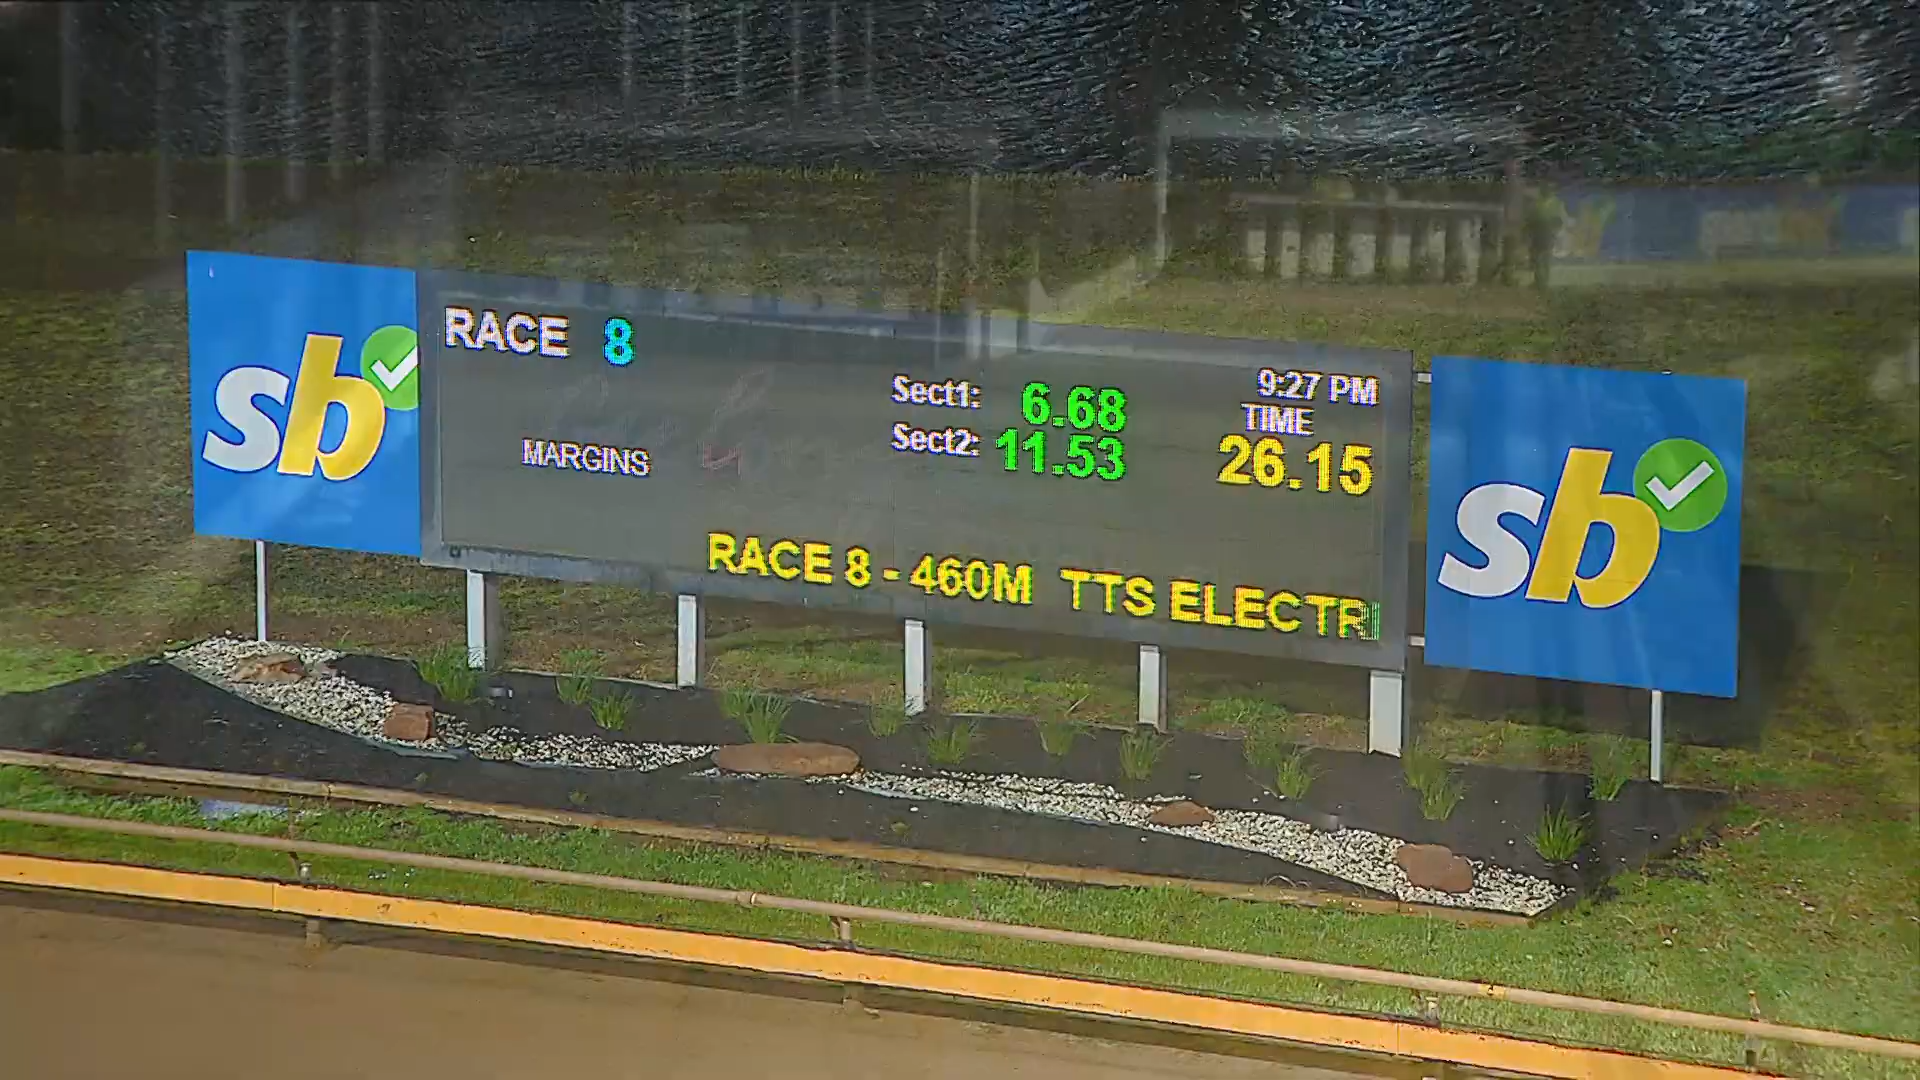 sb
RACE 8
9:27 PM
Sect1: 6.68
TIME
Sect2: 11.53
26.15
MARGINS
RACE 8 - 460M TTS ELECTRI
sb